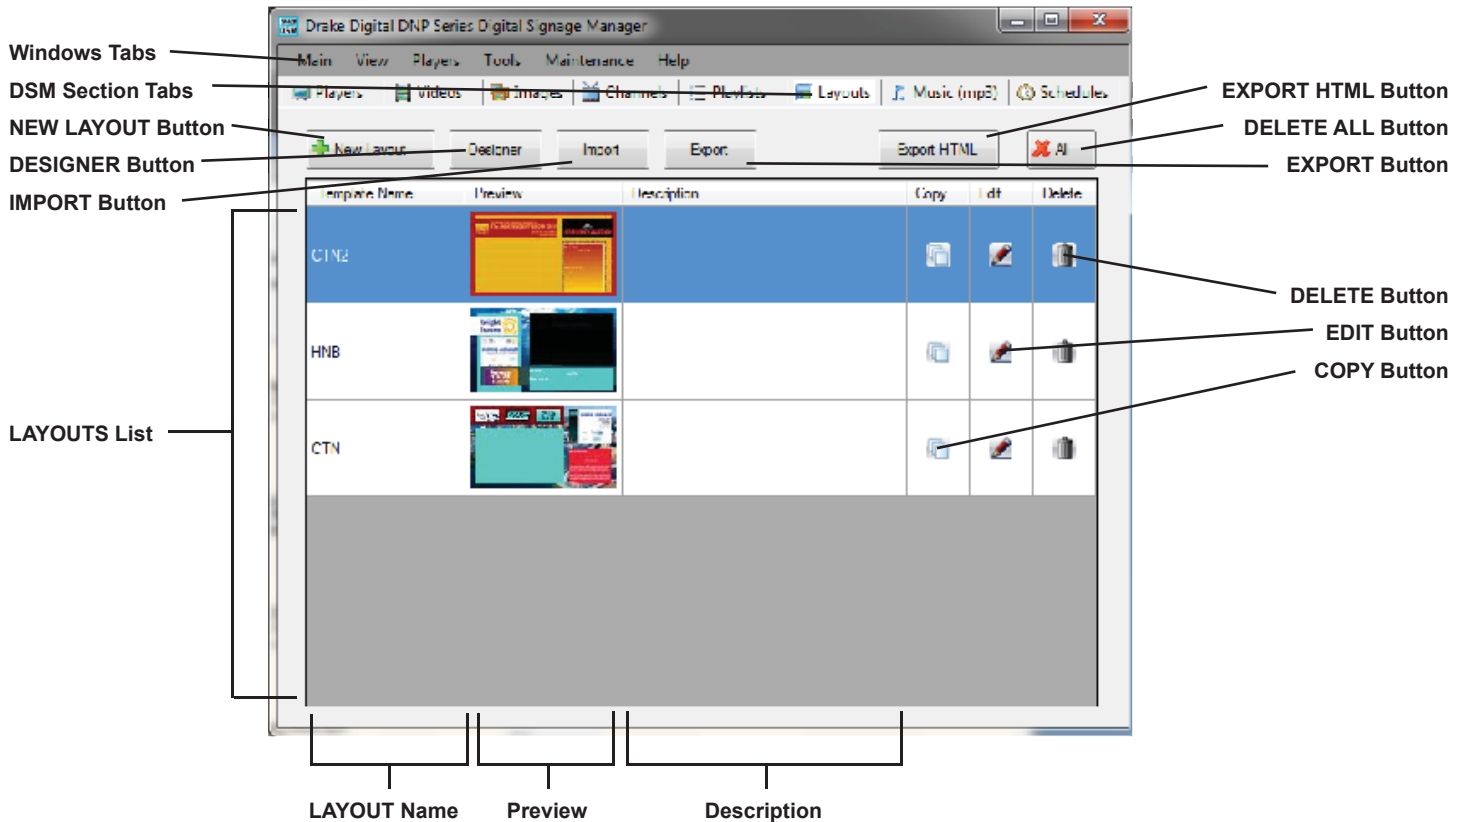 Drake Digital DNP Series Digital Signage Manager
Windows Tabs
Main View Players Tools Maintenance Help
DSM Section Tabs
Players Videos Images Channels Playlists Layouts Music (mp3) Schedules
EXPORT HTML Button
NEW LAYOUT Button
DELETE ALL Button
New Layout Designer Import Export Export HTML All
DESIGNER Button
EXPORT Button
IMPORT Button
Template Name Preview Description Copy Edit Delete
CTN2
DELETE Button
EDIT Button
HNB
COPY Button
LAYOUTS List
CTN
LAYOUT Name
Preview
Description